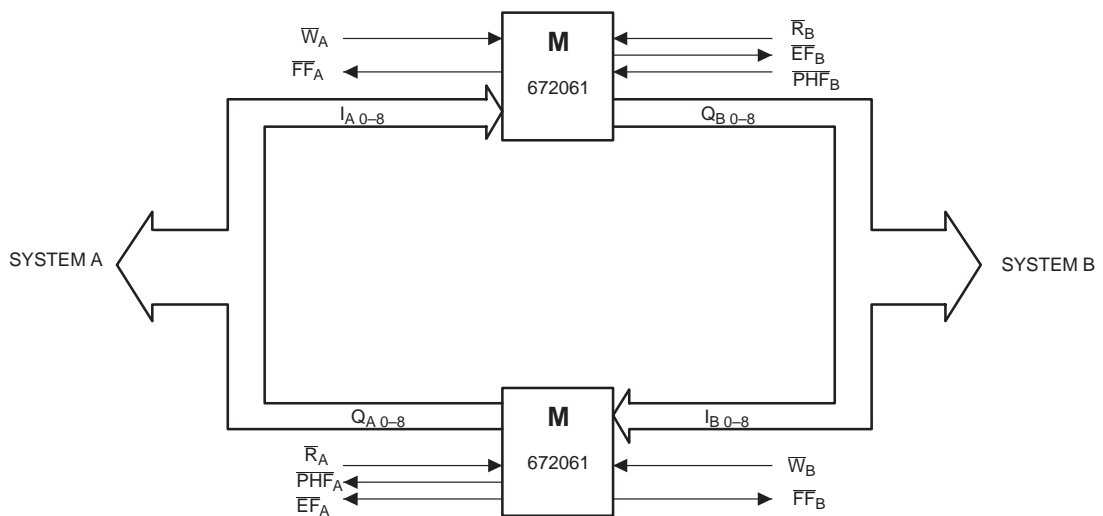 W̅A
M
R̅B
E̅F̅B
F̅F̅A
672061
P̅H̅F̅B
IA 0–8
QB 0–8
SYSTEM A
SYSTEM B
QA 0–8
M
IB 0–8
R̅A
672061
W̅B
P̅H̅F̅A
E̅F̅A
F̅F̅B